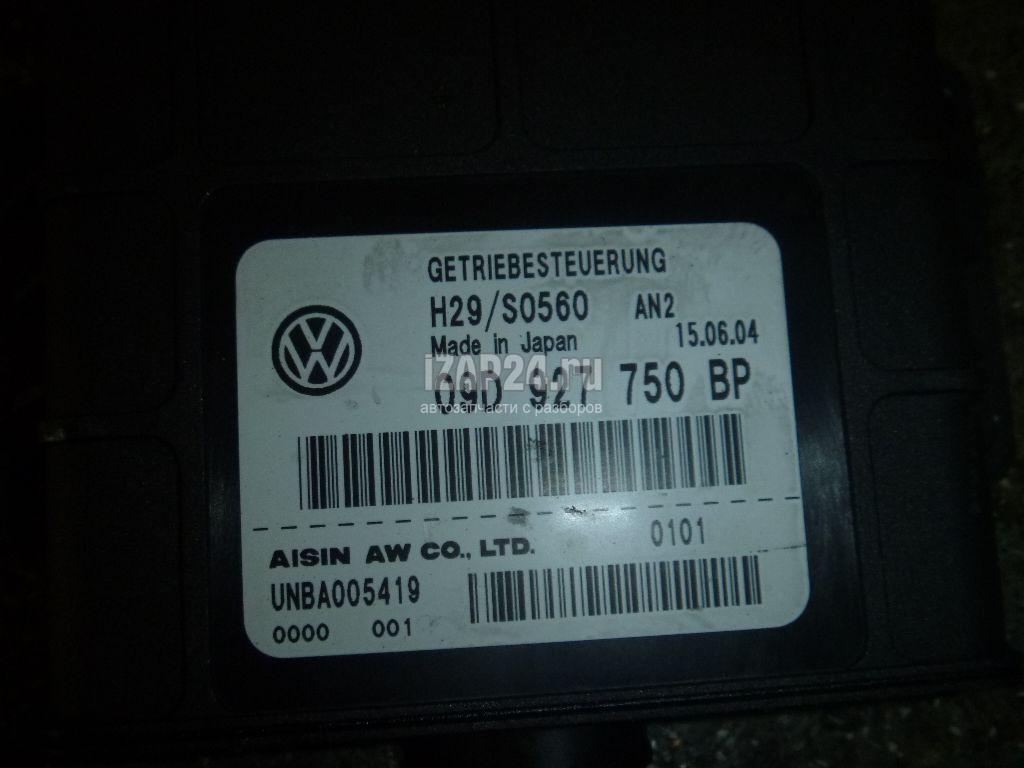 GETRIEBESTEUERUNG
H29/S0560 AN2
Made in Japan 15.06.04
09D 927 750 BP
iZAP24.ru
автозапчасти с разборов
0101
AISIN AW CO., LTD.
UNBA005419
0000 001